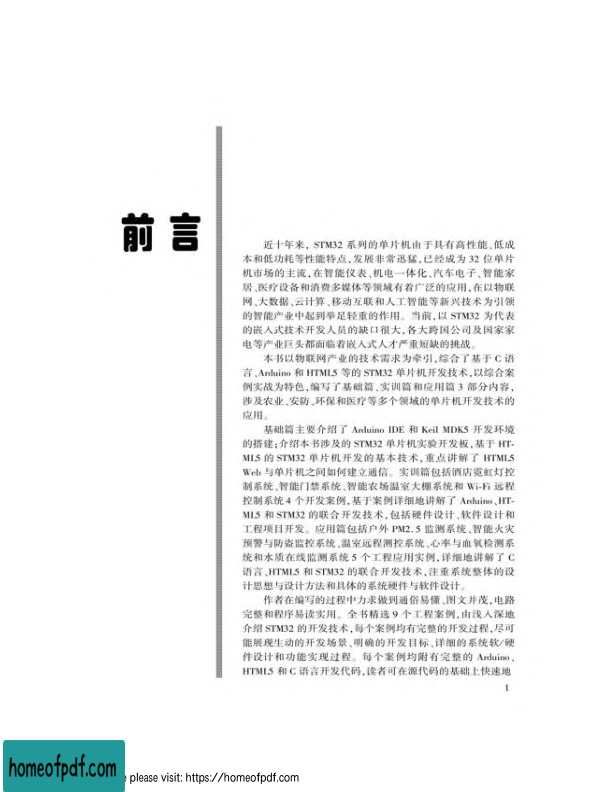 前言
近十年来，STM32 系列的单片机由于具有高性能、低成
本和低功耗等性能特点,发展非常迅猛,已经成为 32 位单片
机市场的主流,在智能仪表、机电一体化、汽车电子、智能家
居、医疗设备和消费多媒体等领域有着广泛的应用,在以物联
网、大数据、云计算、移动互联和人工智能等新兴技术为引领
的智能产业中起到举足轻重的作用。当前,以 STM32 为代表
的嵌入式技术开发人员的缺口很大,各大跨国公司及国家家
电等产业巨头都面临着嵌入式人才严重短缺的挑战。
本书以物联网产业的技术需求为牵引,综合了基于 C 语
言、Arduino 和 HTML5 等的 STM32 单片机开发技术,以综合案
例实战为特色,编写了基础篇、实训篇和应用篇 3 部分内容,
涉及农业、安防、环保和医疗等多个领域的单片机开发技术的
应用。
基础篇主要介绍了 Arduino IDE 和 Keil MDK5 开发环境
的搭建;介绍本书涉及的 STM32 单片机实验开发板,基于 HT-
ML5 的 STM32 单片机开发的基本技术,重点讲解了 HTML5
Web 与单片机之间如何建立通信。实训篇包括酒店霓虹灯控
制系统、智能门禁系统、智能农场温室大棚系统和 Wi-Fi 远程
控制系统 4 个开发案例,基于案例详细地讲解了 Arduino、HT-
ML5 和 STM32 的联合开发技术,包括硬件设计、软件设计和
工程项目开发。应用篇包括户外 PM2.5 监测系统、智能火灾
预警与防盗监控系统、温室远程测控系统、心率与血氧检测系
统和水质在线监测系统 5 个工程应用实例,详细地讲解了 C
语言、HTML5 和 STM32 的联合开发技术,注重系统整体的设
计思想与设计方法和具体的系统硬件与软件设计。
作者在编写的过程中力求做到通俗易懂、图文并茂,电路
完整和程序易读实用。全书精选 9 个工程案例,由浅入深地
介绍 STM32 的开发技术,每个案例均有完整的开发过程,尽可
能展现生动的开发场景、明确的开发目标、详细的系统软/硬
件设计和功能实现过程。每个案例均附有完整的 Arduino、
HTML5 和 C 语言开发代码,读者可在源代码的基础上快速地
1
homeofpdf.com
please visit: https://homeofpdf.com